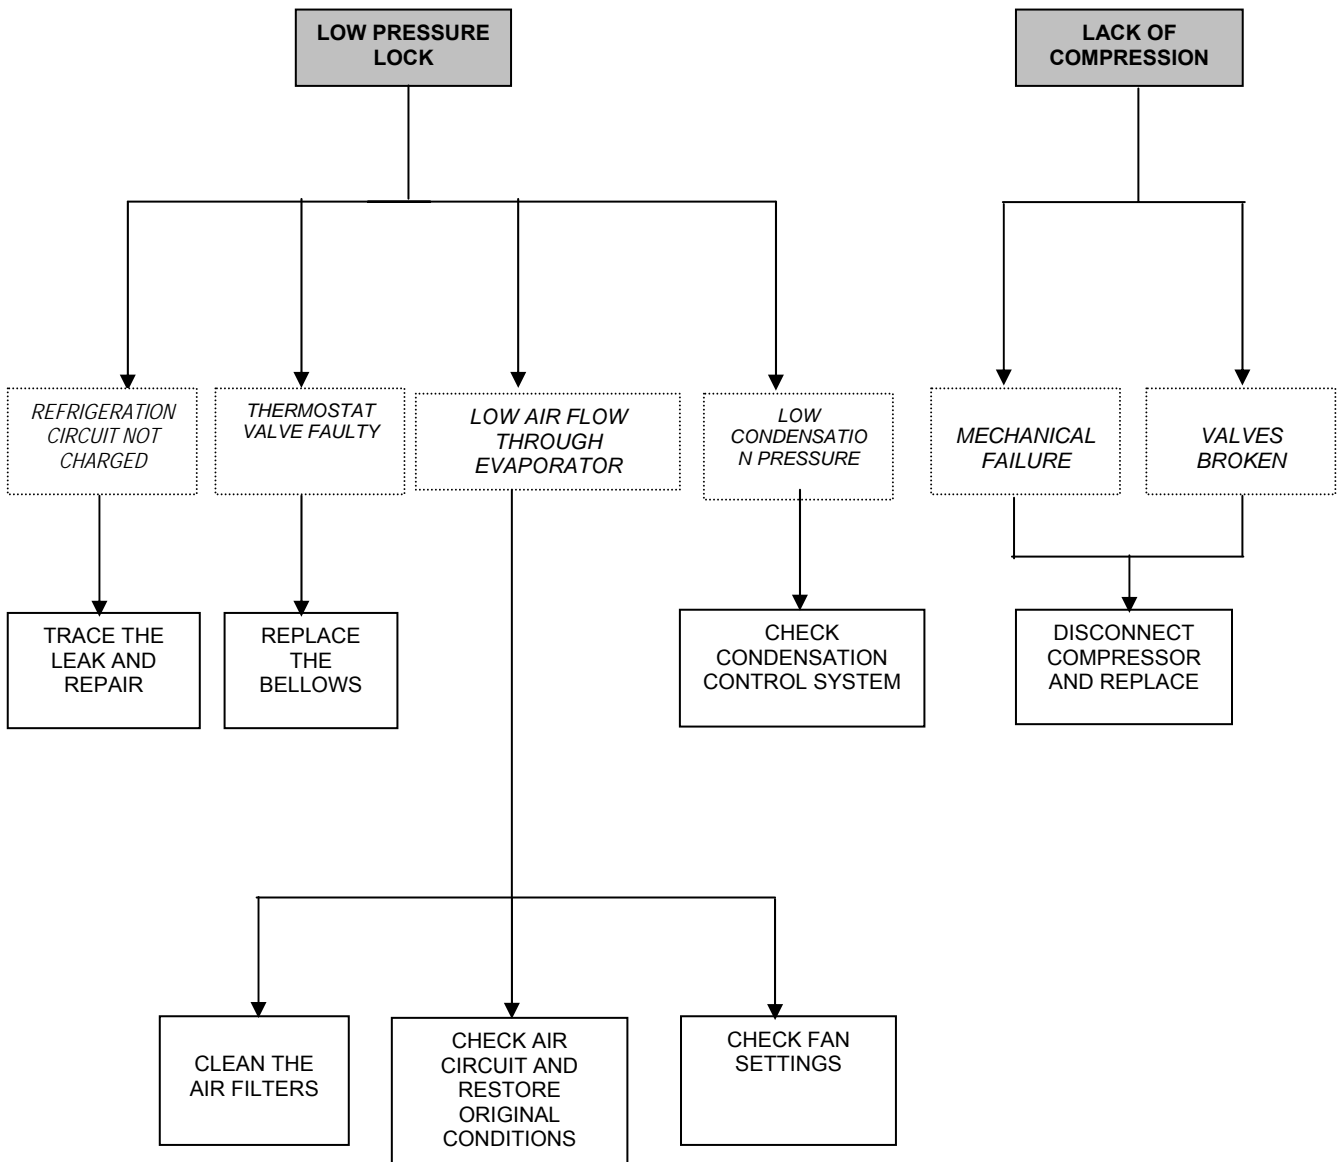 LOW PRESSURE
LOCK
LACK OF
COMPRESSION
REFRIGERATION
CIRCUIT NOT
CHARGED
THERMOSTAT
VALVE FAULTY
LOW AIR FLOW
THROUGH
EVAPORATOR
LOW
CONDENSATIO
N PRESSURE
MECHANICAL
FAILURE
VALVES
BROKEN
TRACE THE
LEAK AND
REPAIR
REPLACE
THE
BELLOWS
CHECK
CONDENSATION
CONTROL SYSTEM
DISCONNECT
COMPRESSOR
AND REPLACE
CLEAN THE
AIR FILTERS
CHECK AIR
CIRCUIT AND
RESTORE
ORIGINAL
CONDITIONS
CHECK FAN
SETTINGS